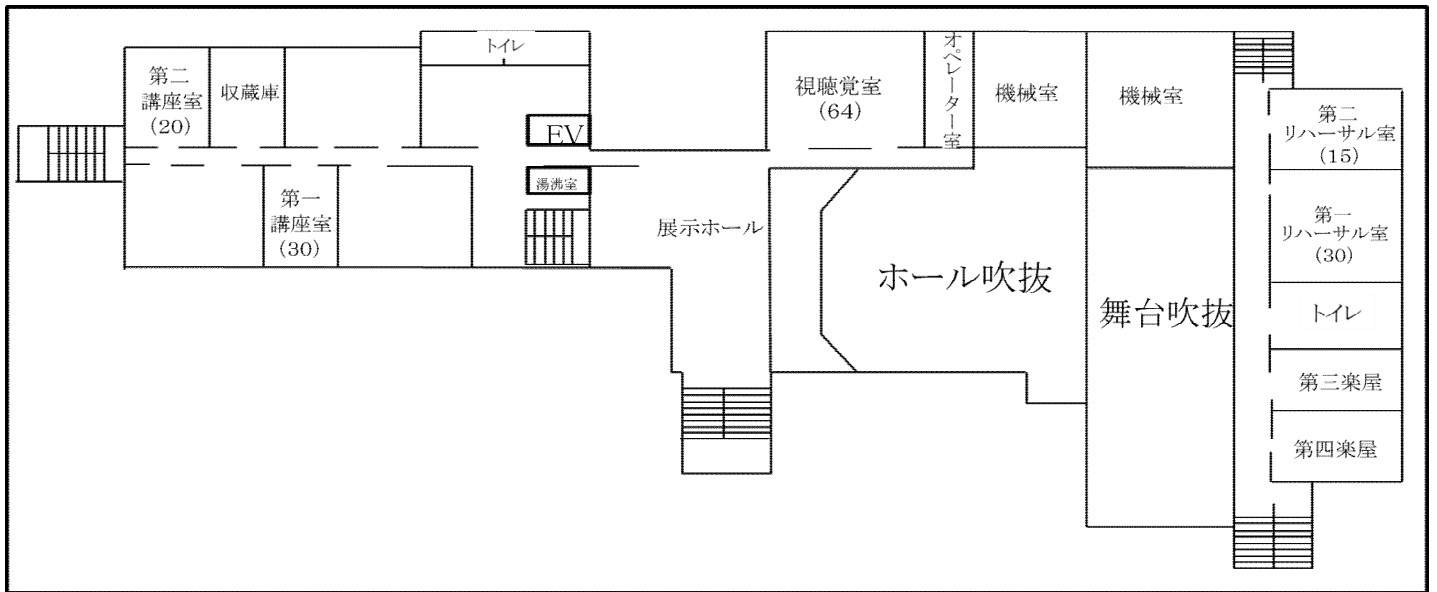 トイレ
第二
講座室
(20)
収蔵庫
EV
湯沸室
第一
講座室
(30)
展示ホール
視聴覚室
(64)
オペレーター室
機械室
機械室
ホール吹抜
舞台吹抜
第二
リハーサル室
(15)
第一
リハーサル室
(30)
トイレ
第三楽屋
第四楽屋